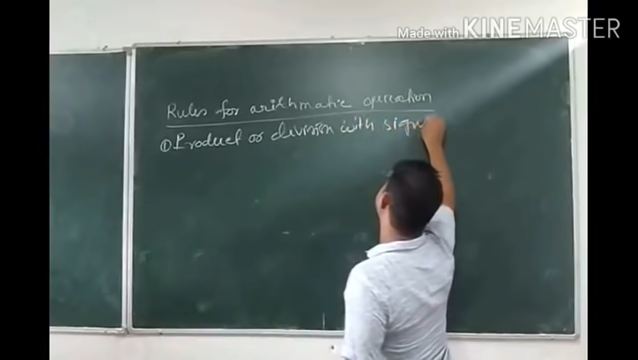 Made with KINEMASTER
Rules for arithmatic operation
① Product or division with sign